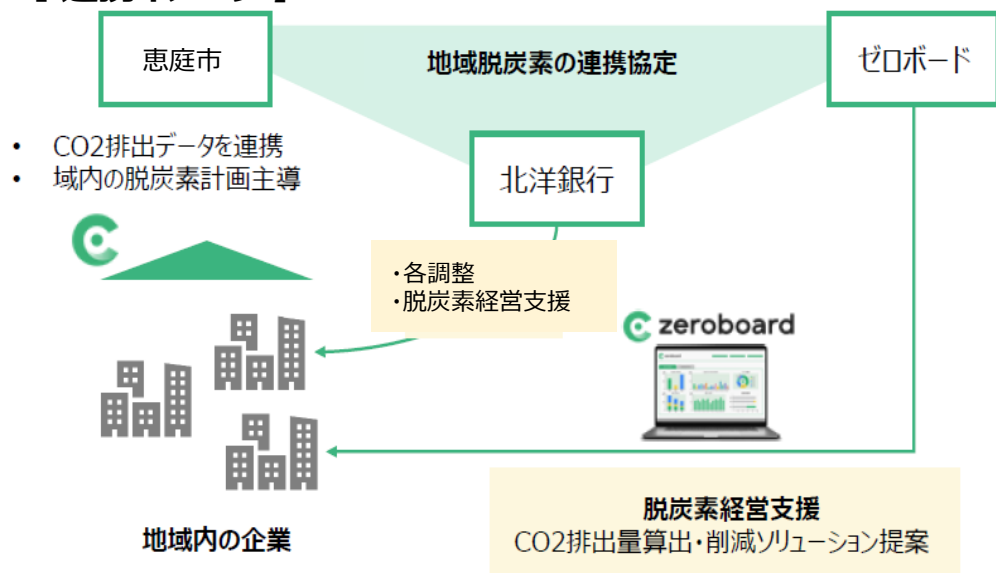 恵庭市
地域脱炭素の連携協定
ゼロボード
・ CO2排出データを連携
・ 域内の脱炭素計画主導
北洋銀行
・各調整
・脱炭素経営支援
zeroboard
地域内の企業
脱炭素経営支援
CO2排出量算出・削減ソリューション提案